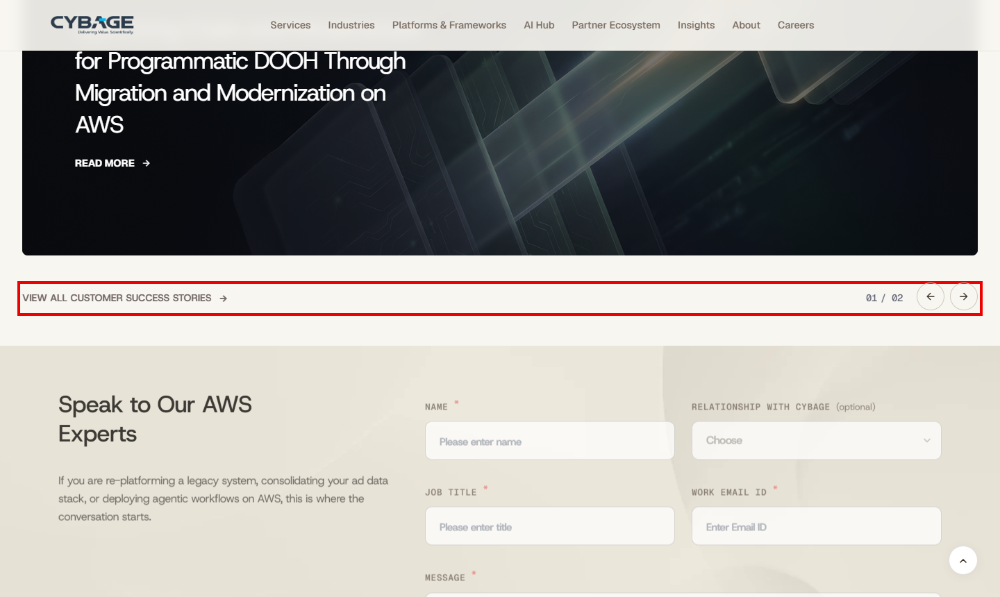 CYBAGE
Delivering Value. Scientifically.
Services Industries Platforms & Frameworks AI Hub Partner Ecosystem Insights About Careers
for Programmatic DOOH Through
Migration and Modernization on
AWS
READ MORE →
VIEW ALL CUSTOMER SUCCESS STORIES →
01 / 02 ← →
Speak to Our AWS
Experts
If you are re-platforming a legacy system, consolidating your ad data
stack, or deploying agentic workflows on AWS, this is where the
conversation starts.
NAME *
Please enter name
RELATIONSHIP WITH CYBAGE (optional)
Choose
JOB TITLE *
Please enter title
WORK EMAIL ID *
Enter Email ID
MESSAGE *